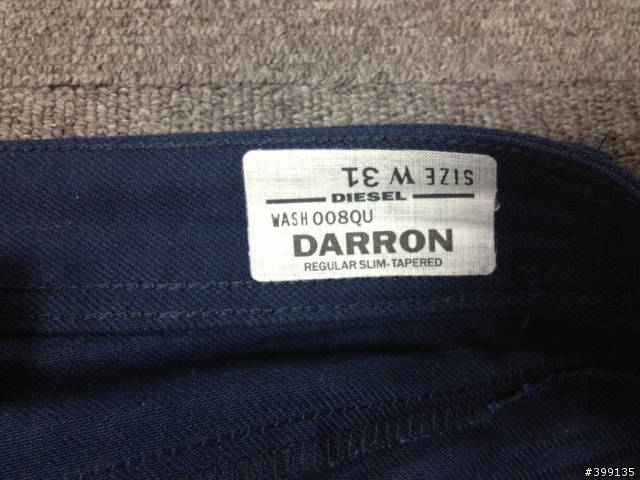 SIZE W 31
DIESEL
WASH 008QU
DARRON
REGULAR SLIM-TAPERED
#399135